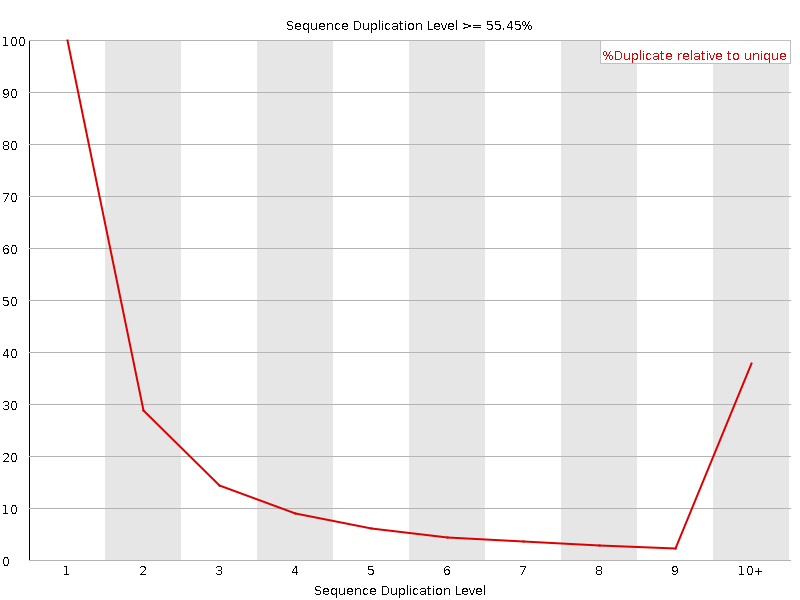 Sequence Duplication Level >= 55.45%
%Duplicate relative to unique
100
90
80
70
60
50
40
30
20
10
0
1 2 3 4 5 6 7 8 9 10+
Sequence Duplication Level